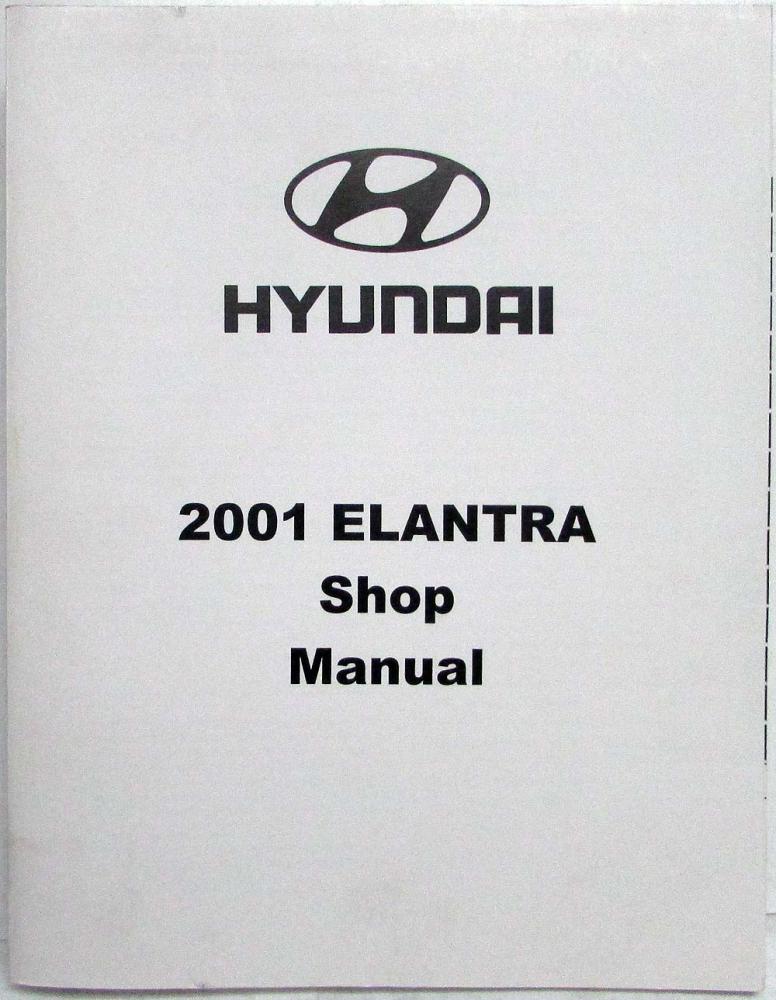 HYUNDAI
2001 ELANTRA
Shop
Manual